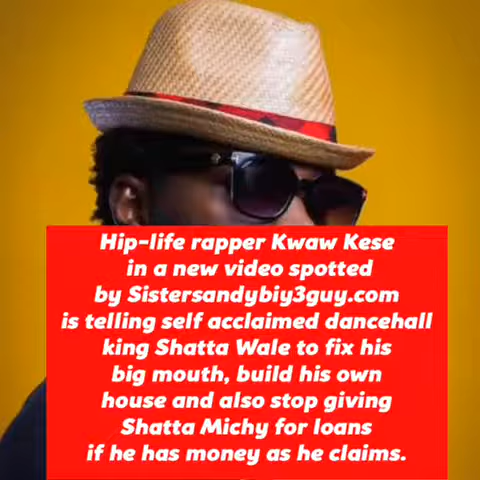 Hip-life rapper Kwaw Kese
in a new video spotted
by Sistersandybiy3guy.com
is telling self acclaimed dancehall
king Shatta Wale to fix his
big mouth, build his own
house and also stop giving
Shatta Michy for loans
if he has money as he claims.